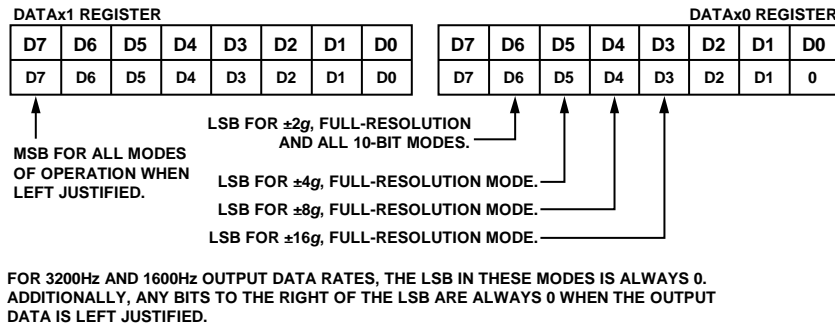 DATAx1 REGISTER DATAx0 REGISTER
D7 D6 D5 D4 D3 D2 D1 D0 D7 D6 D5 D4 D3 D2 D1 D0
D7 D6 D5 D4 D3 D2 D1 D0 D7 D6 D5 D4 D3 D2 D1 0
LSB FOR ±2g, FULL-RESOLUTION
AND ALL 10-BIT MODES.
MSB FOR ALL MODES
OF OPERATION WHEN
LEFT JUSTIFIED.
LSB FOR ±4g, FULL-RESOLUTION MODE.
LSB FOR ±8g, FULL-RESOLUTION MODE.
LSB FOR ±16g, FULL-RESOLUTION MODE.
FOR 3200Hz AND 1600Hz OUTPUT DATA RATES, THE LSB IN THESE MODES IS ALWAYS 0.
ADDITIONALLY, ANY BITS TO THE RIGHT OF THE LSB ARE ALWAYS 0 WHEN THE OUTPUT
DATA IS LEFT JUSTIFIED.